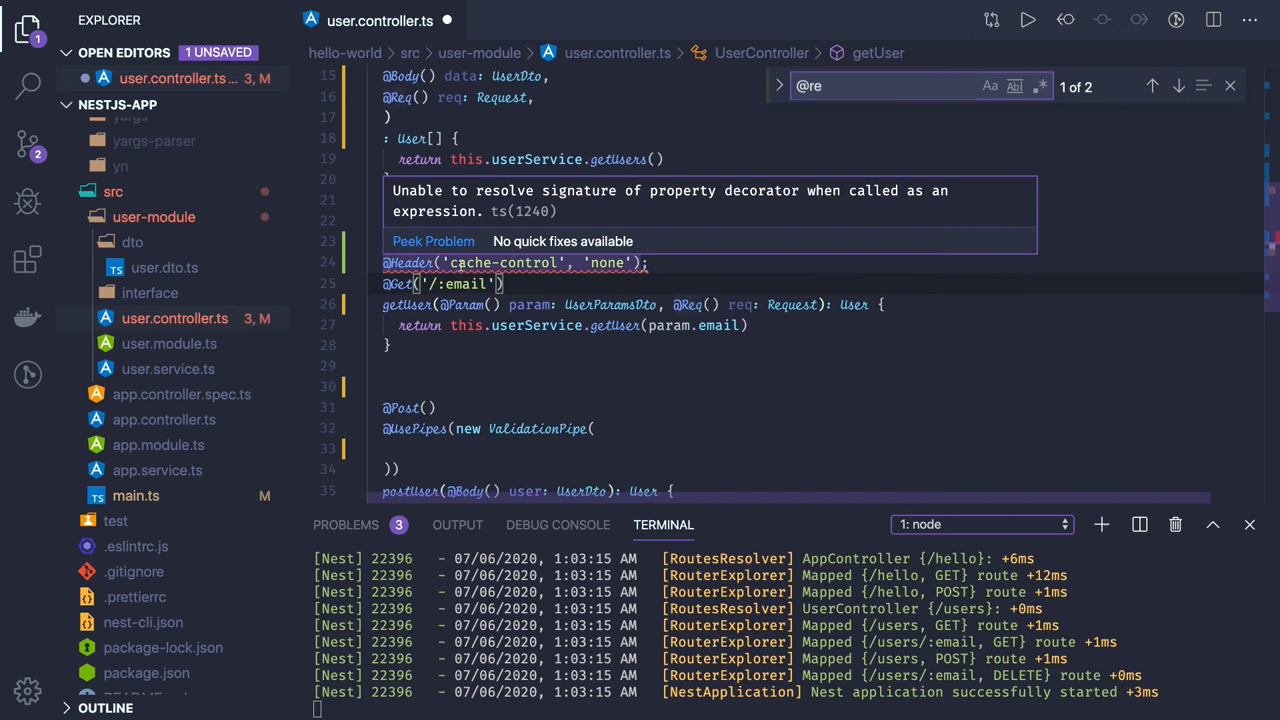 EXPLORER
OPEN EDITORS 1 UNSAVED
user.controller.ts... 3, M
NESTJS-APP
yargs
yargs-parser
yn
src
user-module
dto
user.dto.ts
interface
user.controller.ts 3, M
user.module.ts
user.service.ts
app.controller.spec.ts
app.controller.ts
app.module.ts
app.service.ts
main.ts M
test
.eslintrc.js
.gitignore
.prettierrc
nest-cli.json
package-lock.json
package.json
OUTLINE
1
2
user.controller.ts
hello-world > src > user-module > user.controller.ts > UserController > getUser
@re Aa Abl .* 1 of 2
15 @Body() data: UserDto,
16 @Req() req: Request,
17 )
18 : User[] {
19 return this.userService.getUsers()
20
21
22
Unable to resolve signature of property decorator when called as an
expression. ts(1240)
Peek Problem No quick fixes available
23
24 @Header('cache-control', 'none');
25 @Get('/:email')
26 getUser(@Param() param: UserParamsDto, @Req() req: Request): User {
27 return this.userService.getUser(param.email)
28 }
29
30
31 @Post()
32 @UsePipes(new ValidationPipe(
33
34 ))
35 postUser(@Body() user: UserDto): User {
PROBLEMS 3 OUTPUT DEBUG CONSOLE TERMINAL 1: node
[Nest] 22396 - 07/06/2020, 1:03:15 AM [RoutesResolver] AppController {/hello}: +6ms
[Nest] 22396 - 07/06/2020, 1:03:15 AM [RouterExplorer] Mapped {/hello, GET} route +12ms
[Nest] 22396 - 07/06/2020, 1:03:15 AM [RouterExplorer] Mapped {/hello, POST} route +1ms
[Nest] 22396 - 07/06/2020, 1:03:15 AM [RoutesResolver] UserController {/users}: +0ms
[Nest] 22396 - 07/06/2020, 1:03:15 AM [RouterExplorer] Mapped {/users, GET} route +1ms
[Nest] 22396 - 07/06/2020, 1:03:15 AM [RouterExplorer] Mapped {/users/:email, GET} route +1ms
[Nest] 22396 - 07/06/2020, 1:03:15 AM [RouterExplorer] Mapped {/users, POST} route +1ms
[Nest] 22396 - 07/06/2020, 1:03:15 AM [RouterExplorer] Mapped {/users/:email, DELETE} route +0ms
[Nest] 22396 - 07/06/2020, 1:03:15 AM [NestApplication] Nest application successfully started +3ms